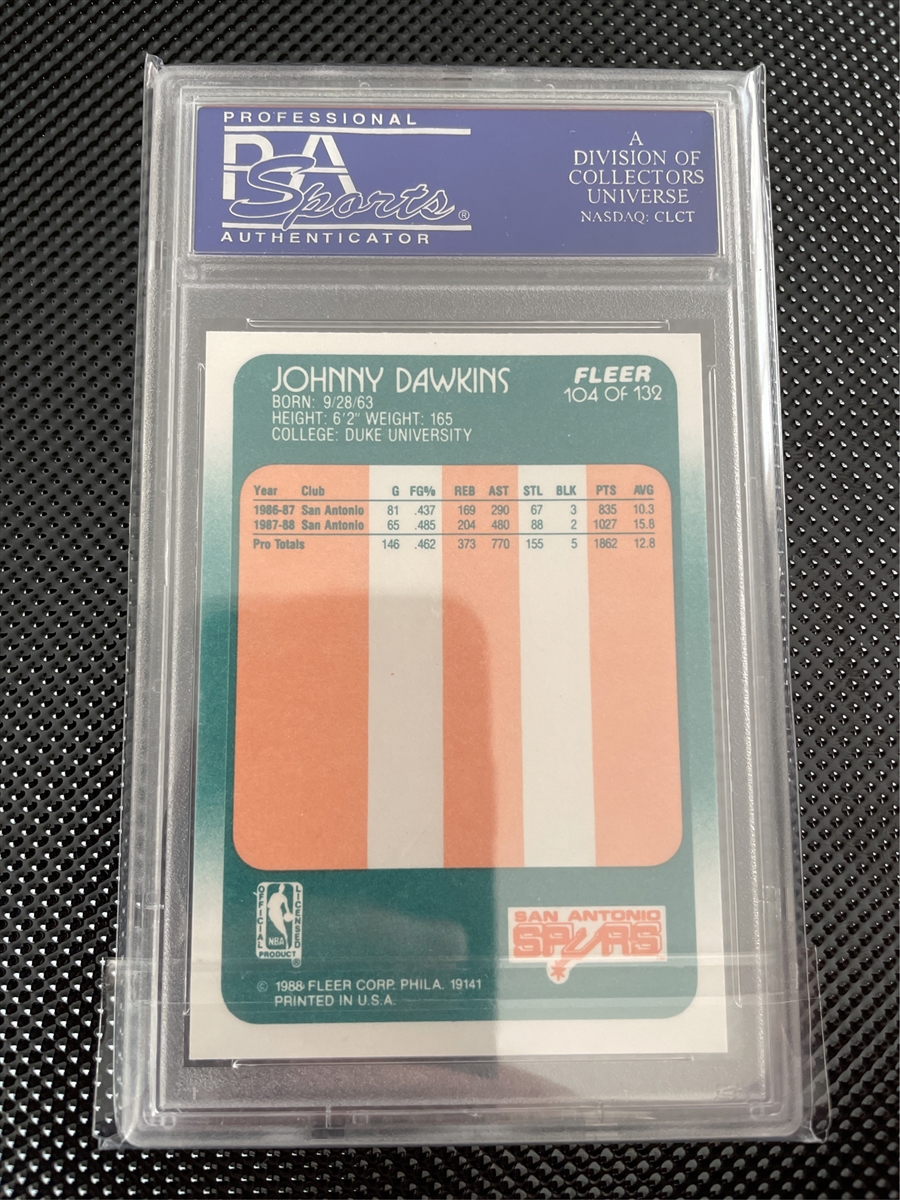 PROFESSIONAL
PSA
Sports®
AUTHENTICATOR
A
DIVISION OF
COLLECTORS
UNIVERSE
NASDAQ: CLCT
JOHNNY DAWKINS
BORN: 9/28/63
HEIGHT: 6'2" WEIGHT: 165
COLLEGE: DUKE UNIVERSITY
FLEER
104 OF 132
Year Club G FG% REB AST STL BLK PTS AVG
1986-87 San Antonio 81 .437 169 290 67 3 835 10.3
1987-88 San Antonio 65 .485 204 480 88 2 1027 15.8
Pro Totals 146 .462 373 770 155 5 1862 12.8
OFFICIAL
LICENSED
NBA
PRODUCT
®
SAN ANTONIO
SPURS
© 1988 FLEER CORP. PHILA. 19141
PRINTED IN U.S.A.